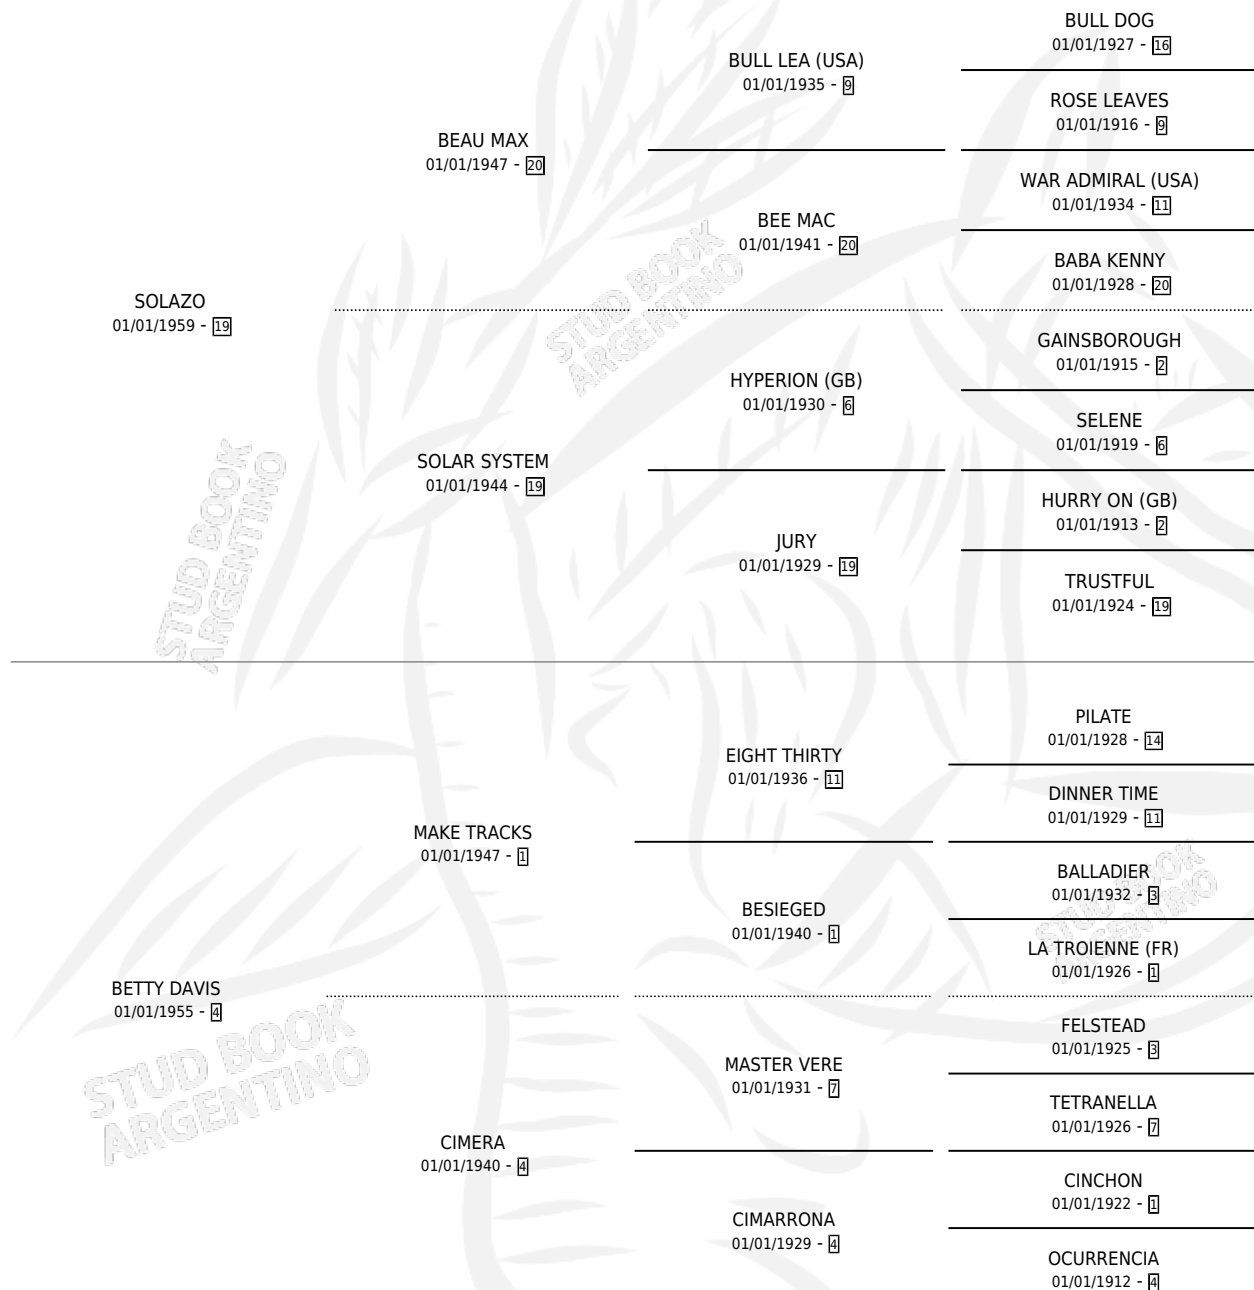 BULL DOG
01/01/1927 - 16
BULL LEA (USA)
01/01/1935 - 9
ROSE LEAVES
01/01/1916 - 9
BEAU MAX
01/01/1947 - 20
WAR ADMIRAL (USA)
01/01/1934 - 11
BEE MAC
01/01/1941 - 20
BABA KENNY
01/01/1928 - 20
SOLAZO
01/01/1959 - 19
STUD BOOK
ARGENTINO
GAINSBOROUGH
01/01/1915 - 2
HYPERION (GB)
01/01/1930 - 6
SELENE
01/01/1919 - 6
SOLAR SYSTEM
01/01/1944 - 19
HURRY ON (GB)
01/01/1913 - 2
JURY
01/01/1929 - 19
TRUSTFUL
01/01/1924 - 19
STUD BOOK
ARGENTINO
PILATE
01/01/1928 - 14
EIGHT THIRTY
01/01/1936 - 11
DINNER TIME
01/01/1929 - 11
MAKE TRACKS
01/01/1947 - 1
BALLADIER
01/01/1932 - 3
BESIEGED
01/01/1940 - 1
STUD BOOK
ARGENTINO
LA TROIENNE (FR)
01/01/1926 - 1
BETTY DAVIS
01/01/1955 - 4
FELSTEAD
01/01/1925 - 3
MASTER VERE
01/01/1931 - 7
STUD BOOK
ARGENTINO
TETRANELLA
01/01/1926 - 7
CIMERA
01/01/1940 - 4
CINCHON
01/01/1922 - 1
CIMARRONA
01/01/1929 - 4
OCURRENCIA
01/01/1912 - 4